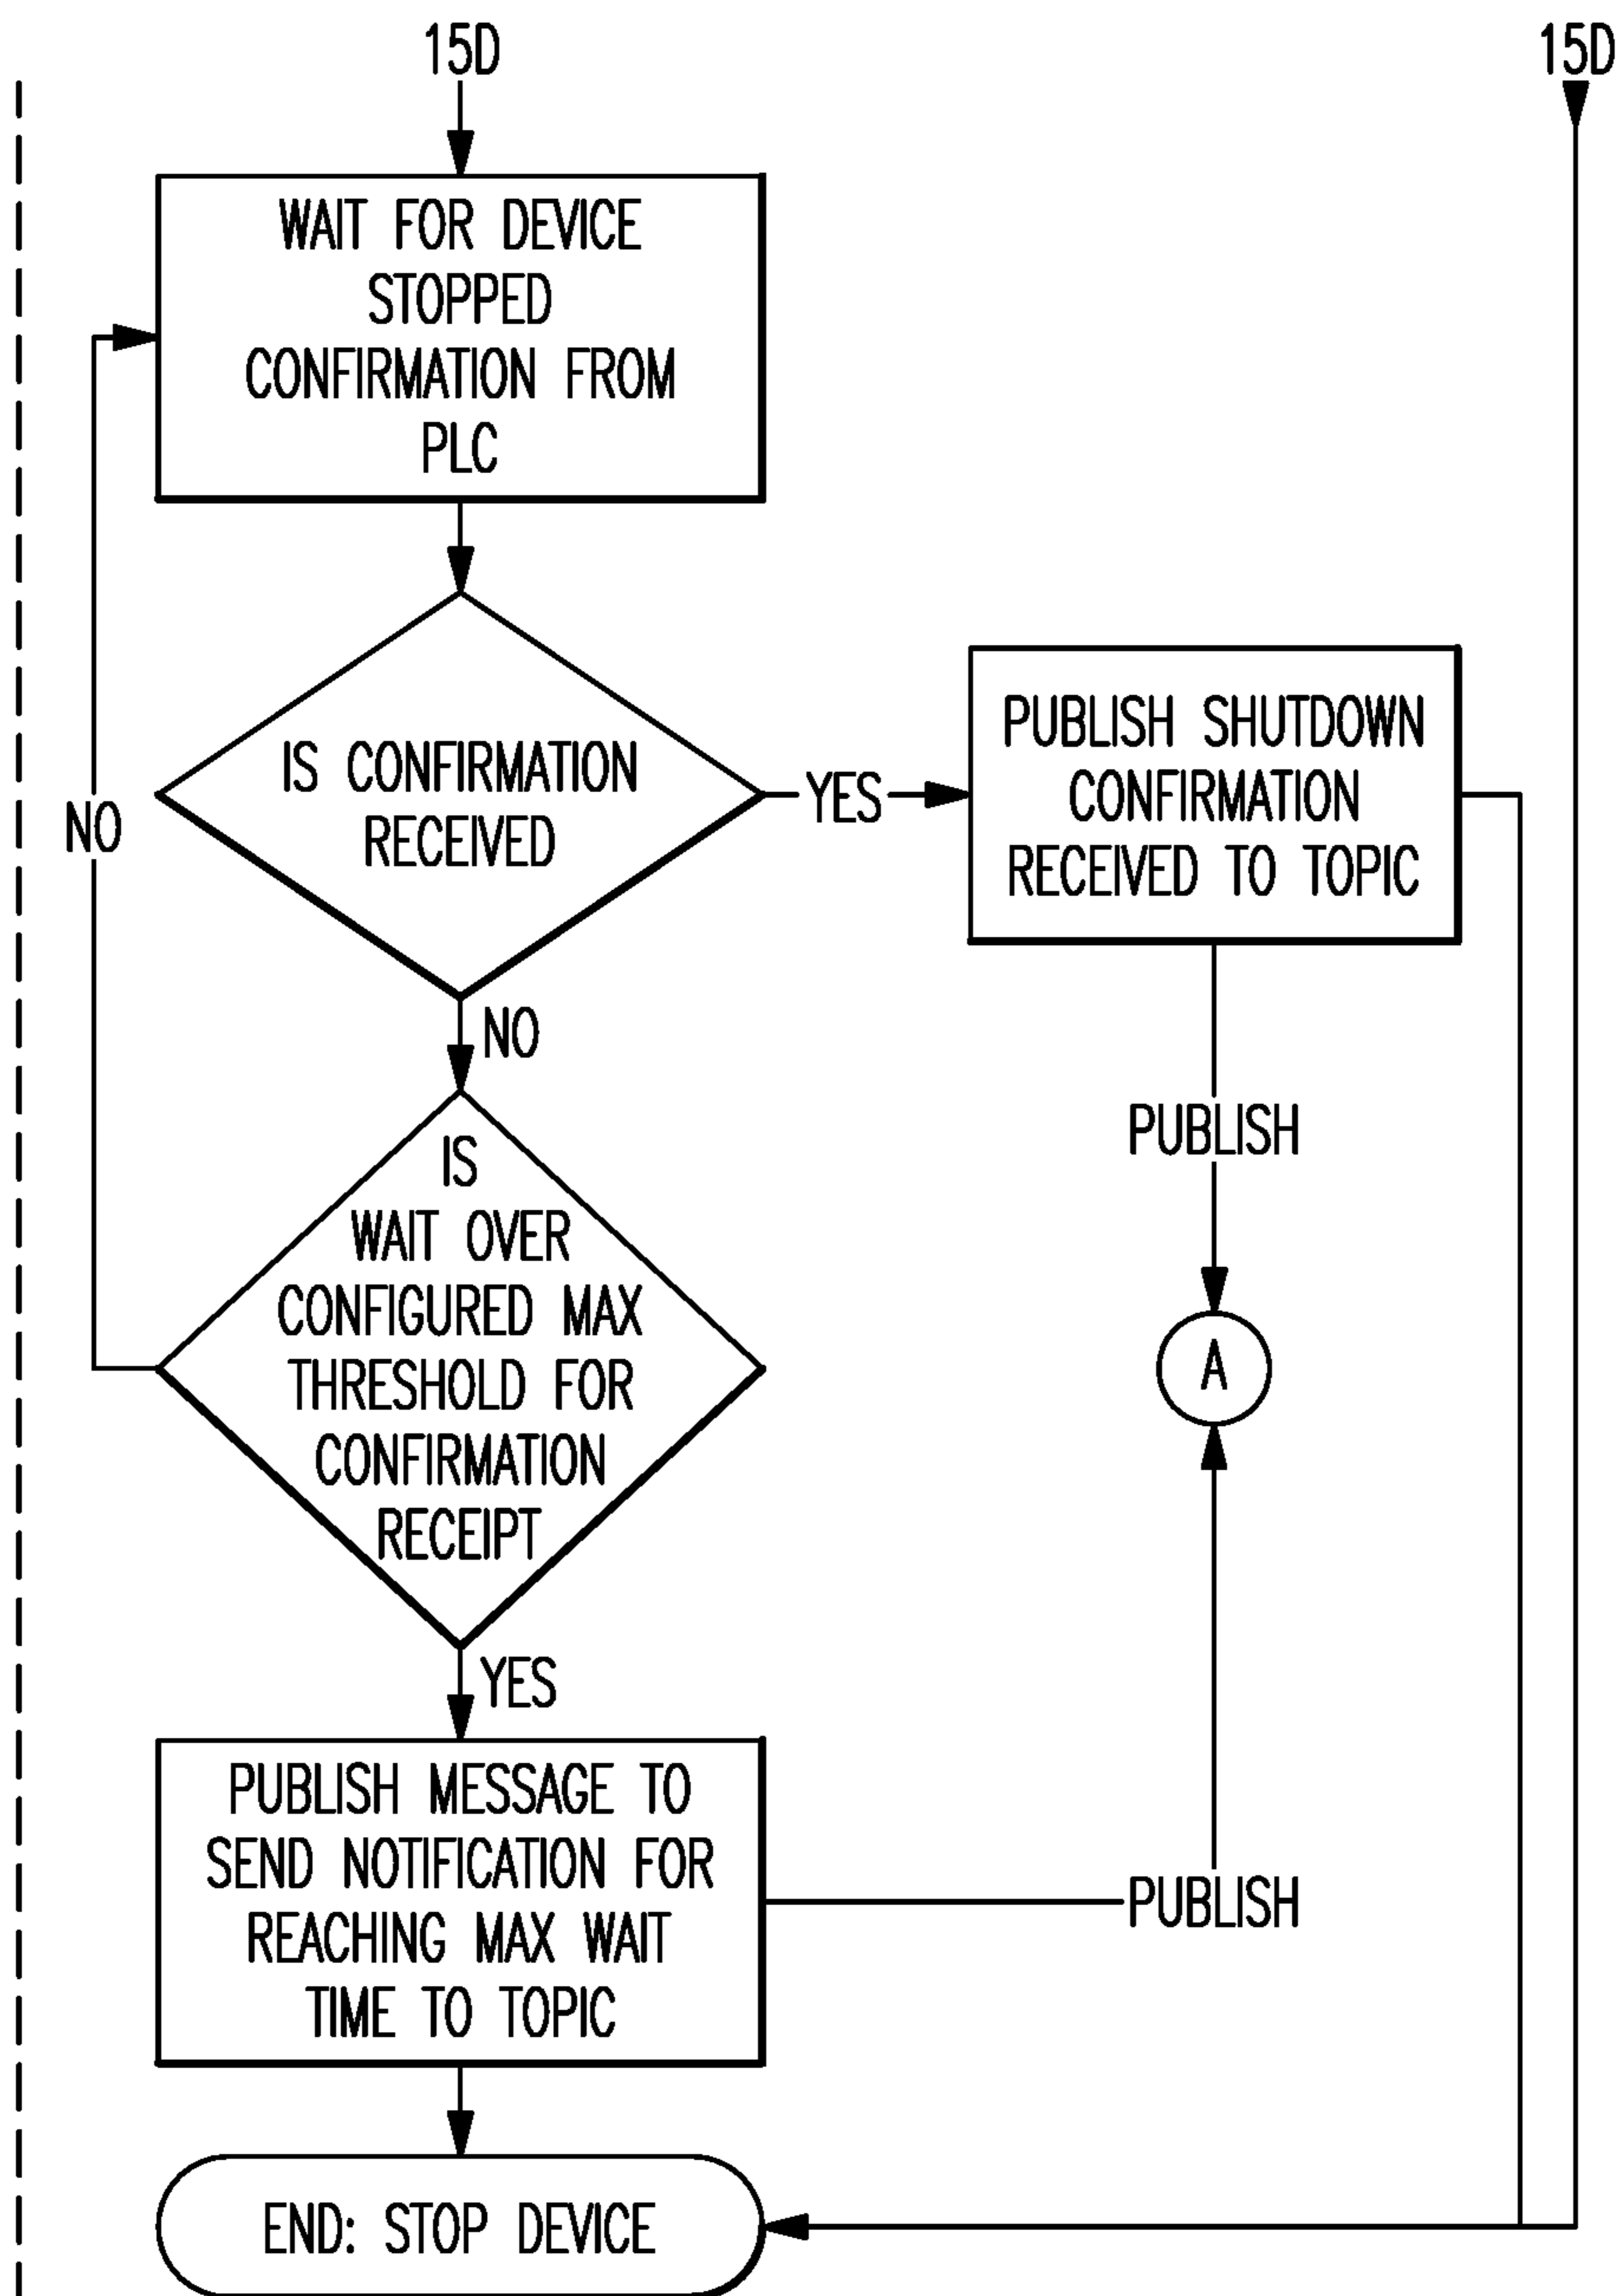 15D
15D
WAIT FOR DEVICE
STOPPED
CONFIRMATION FROM
PLC
IS CONFIRMATION
RECEIVED
YES
PUBLISH SHUTDOWN
CONFIRMATION
RECEIVED TO TOPIC
NO
NO
PUBLISH
IS
WAIT OVER
CONFIGURED MAX
THRESHOLD FOR
CONFIRMATION
RECEIPT
A
YES
PUBLISH MESSAGE TO
SEND NOTIFICATION FOR
REACHING MAX WAIT
TIME TO TOPIC
PUBLISH
END: STOP DEVICE